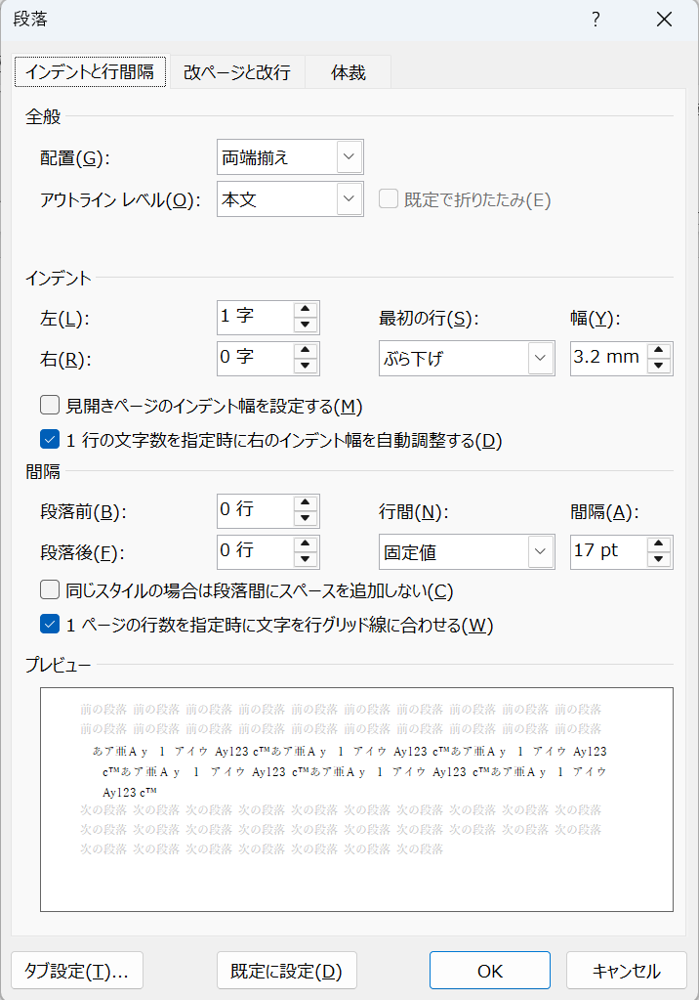 段落 ?
インデントと行間隔 改ページと改行 体裁
全般
配置(G): 両端揃え
アウトライン レベル(O): 本文 既定で折りたたみ(E)
インデント
左(L): 1 字 最初の行(S): 幅(Y):
右(R): 0 字 ぶら下げ 3.2 mm
見開きページのインデント幅を設定する(M)
1 行の文字数を指定時に右のインデント幅を自動調整する(D)
間隔
段落前(B): 0 行 行間(N): 間隔(A):
段落後(F): 0 行 固定値 17 pt
同じスタイルの場合は段落間にスペースを追加しない(C)
1 ページの行数を指定時に文字を行グリッド線に合わせる(W)
プレビュー
前の段落 前の段落 前の段落 前の段落 前の段落 前の段落 前の段落 前の段落 前の段落 前の段落
前の段落 前の段落 前の段落 前の段落 前の段落 前の段落 前の段落 前の段落 前の段落 前の段落
あア亜Ａｙ　１　アイウ Ay123 c™あア亜Ａｙ　１　アイウ Ay123 c™あア亜Ａｙ　１　アイウ Ay123
c™あア亜Ａｙ　１　アイウ Ay123 c™あア亜Ａｙ　１　アイウ Ay123 c™あア亜Ａｙ　１　アイウ
Ay123 c™
次の段落 次の段落 次の段落 次の段落 次の段落 次の段落 次の段落 次の段落 次の段落 次の段落
次の段落 次の段落 次の段落 次の段落 次の段落 次の段落 次の段落 次の段落 次の段落 次の段落
次の段落 次の段落 次の段落 次の段落 次の段落 次の段落 次の段落
タブ設定(T)... 既定に設定(D) OK キャンセル